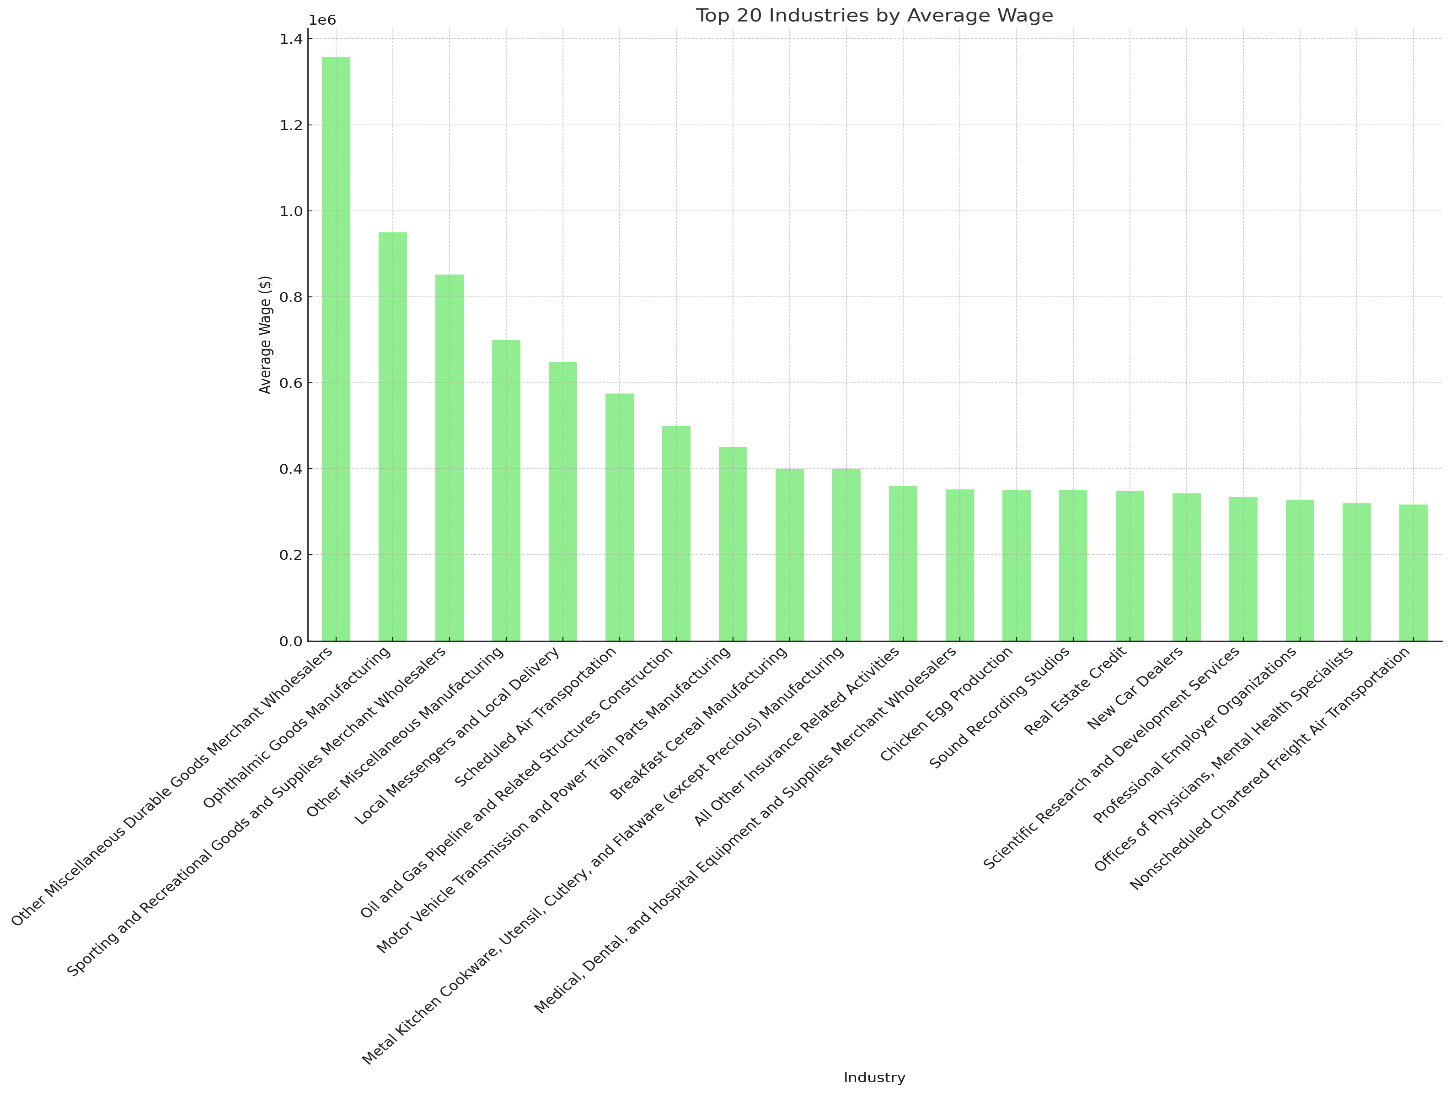 Top 20 Industries by Average Wage
1e6
1.4
1.2
1.0
0.8
0.6
0.4
0.2
0.0
Average Wage ($)
Other Miscellaneous Durable Goods Merchant Wholesalers
Ophthalmic Goods Manufacturing
Sporting and Recreational Goods and Supplies Merchant Wholesalers
Other Miscellaneous Manufacturing
Local Messengers and Local Delivery
Scheduled Air Transportation
Oil and Gas Pipeline and Related Structures Construction
Motor Vehicle Transmission and Power Train Parts Manufacturing
Breakfast Cereal Manufacturing
Metal Kitchen Cookware, Utensil, Cutlery, and Flatware (except Precious) Manufacturing
All Other Insurance Related Activities
Medical, Dental, and Hospital Equipment and Supplies Merchant Wholesalers
Chicken Egg Production
Sound Recording Studios
Real Estate Credit
New Car Dealers
Scientific Research and Development Services
Professional Employer Organizations
Offices of Physicians, Mental Health Specialists
Nonscheduled Chartered Freight Air Transportation
Industry